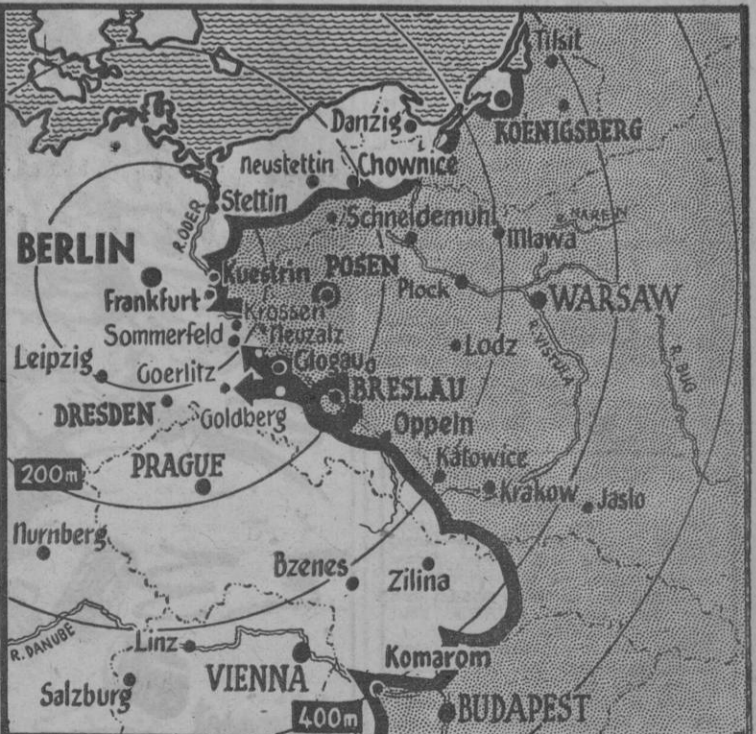 Tilsit
Danzig
KOENIGSBERG
Neustettin
Chownice
Stettin
Schneidemuhl
NAREW
R.ODER
Mlawa
BERLIN
Kuestrin
POSEN
Plock
WARSAW
Frankfurt
Krossen
Sommerfeld
Neuzalz
Lodz
R.VISTULA
R. BUG
Leipzig
Glogau
Goerlitz
BRESLAU
DRESDEN
Goldberg
Oppeln
200m
PRAGUE
Katowice
Krakow
Jaslo
Nurnberg
Bzenes
Zilina
R. DANUBE
Linz
Komarom
VIENNA
Salzburg
400m
BUDAPEST